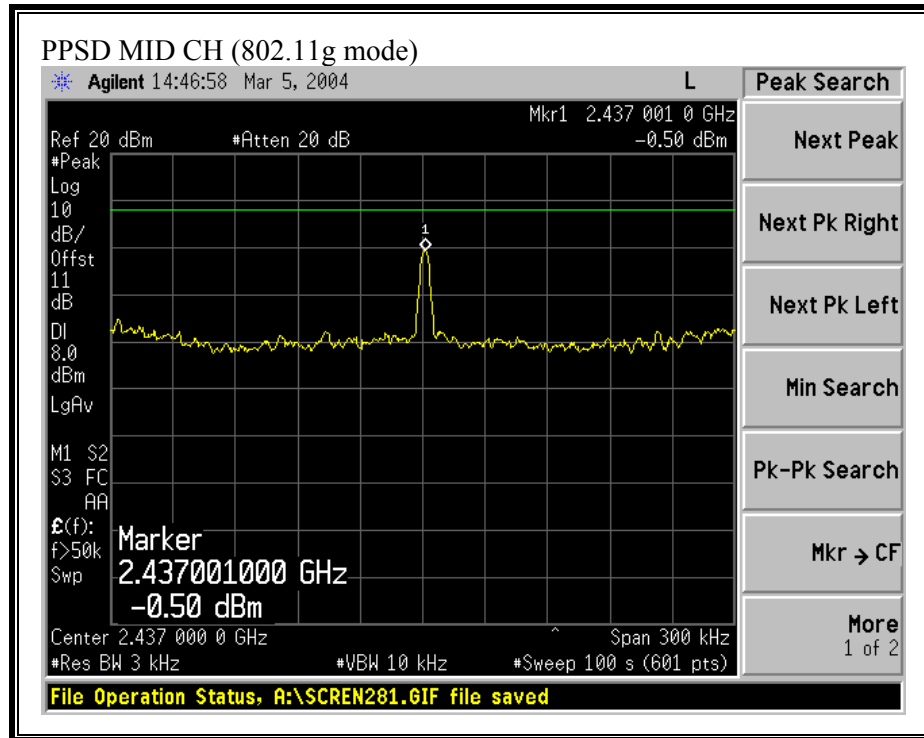 PPSD MID CH (802.11g mode)
Agilent 14:46:58 Mar 5, 2004 L
Peak Search
Mkr1 2.437 001 0 GHz
Ref 20 dBm #Atten 20 dB -0.50 dBm
#Peak
Log
10
dB/
Offst
11
dB
DI
8.0
dBm
LgAv
M1 S2
S3 FC
AA
£(f):
f>50k
Swp
1
Marker
2.437001000 GHz
-0.50 dBm
Center 2.437 000 0 GHz ^ Span 300 kHz
#Res BW 3 kHz #VBW 10 kHz #Sweep 100 s (601 pts)
Next Peak
Next Pk Right
Next Pk Left
Min Search
Pk-Pk Search
Mkr → CF
More
1 of 2
File Operation Status, A:\SCREN281.GIF file saved